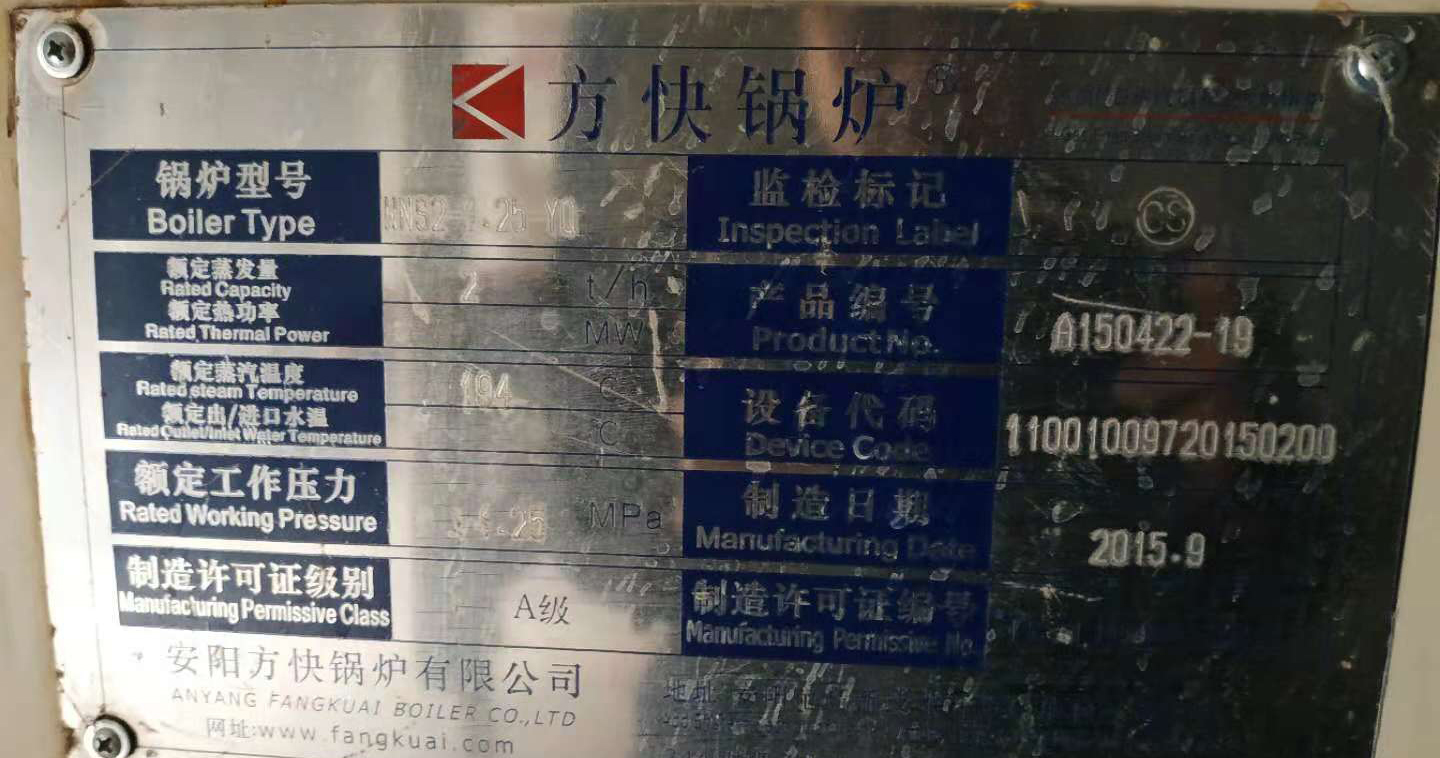 方快锅炉®
锅炉型号
Boiler Type
监检标记
Inspection Label
CS
额定蒸发量
Rated Capacity
2 t/h
额定热功率
Rated Thermal Power
MW
产品编号
Product No.
A150422-19
额定蒸汽温度
Rated steam Temperature
194 C
额定出/进口水温
Rated Outlet/Inlet Water Temperature
C
设备代码
Device Code
11001009720150200
额定工作压力
Rated Working Pressure
1.25 MPa
制造日期
Manufacturing Date
2015.9
制造许可证级别
Manufacturing Permissive Class
A级
制造许可证编号
Manufacturing Permissive No.
安阳方快锅炉有限公司
ANYANG FANGKUAI BOILER CO.,LTD
网址:www.fangkuai.com
地址